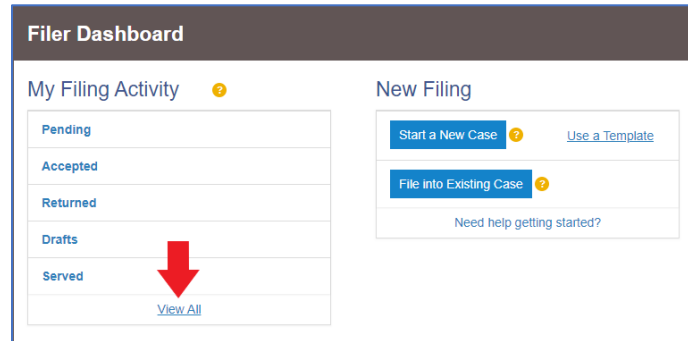 Filer Dashboard
My Filing Activity ?
Pending
Accepted
Returned
Drafts
Served
View All
New Filing
Start a New Case ? Use a Template
File into Existing Case ?
Need help getting started?